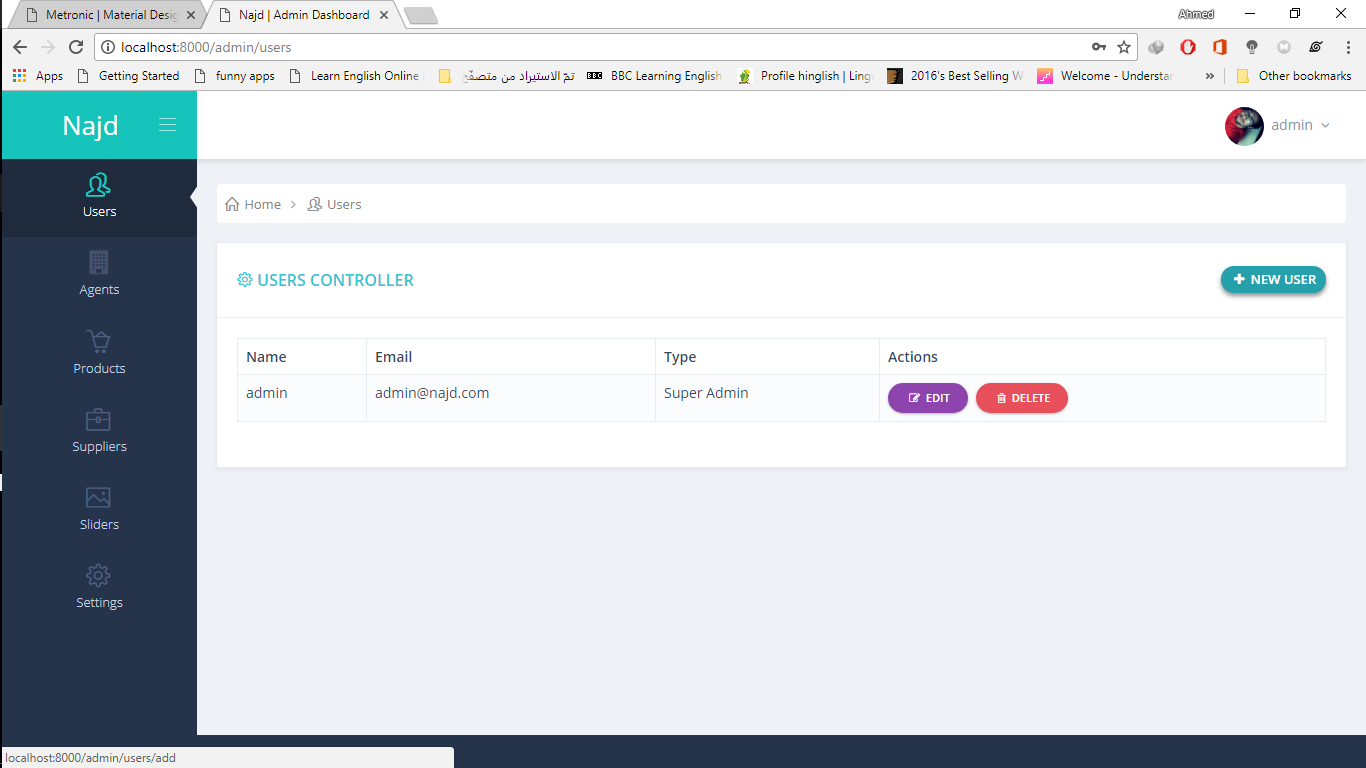 Metronic | Material Desig
Najd | Admin Dashboard
Ahmed
localhost:8000/admin/users
Apps Getting Started funny apps Learn English Online تمّ الاستيراد من متصفّح BBC BBC Learning English Profile hinglish | Ling 2016's Best Selling W Welcome - Understar » Other bookmarks
Najd
admin
Users
Home > Users
Agents
USERS CONTROLLER
+ NEW USER
Products
Name Email Type Actions
admin admin@najd.com Super Admin EDIT DELETE
Suppliers
Sliders
Settings
localhost:8000/admin/users/add